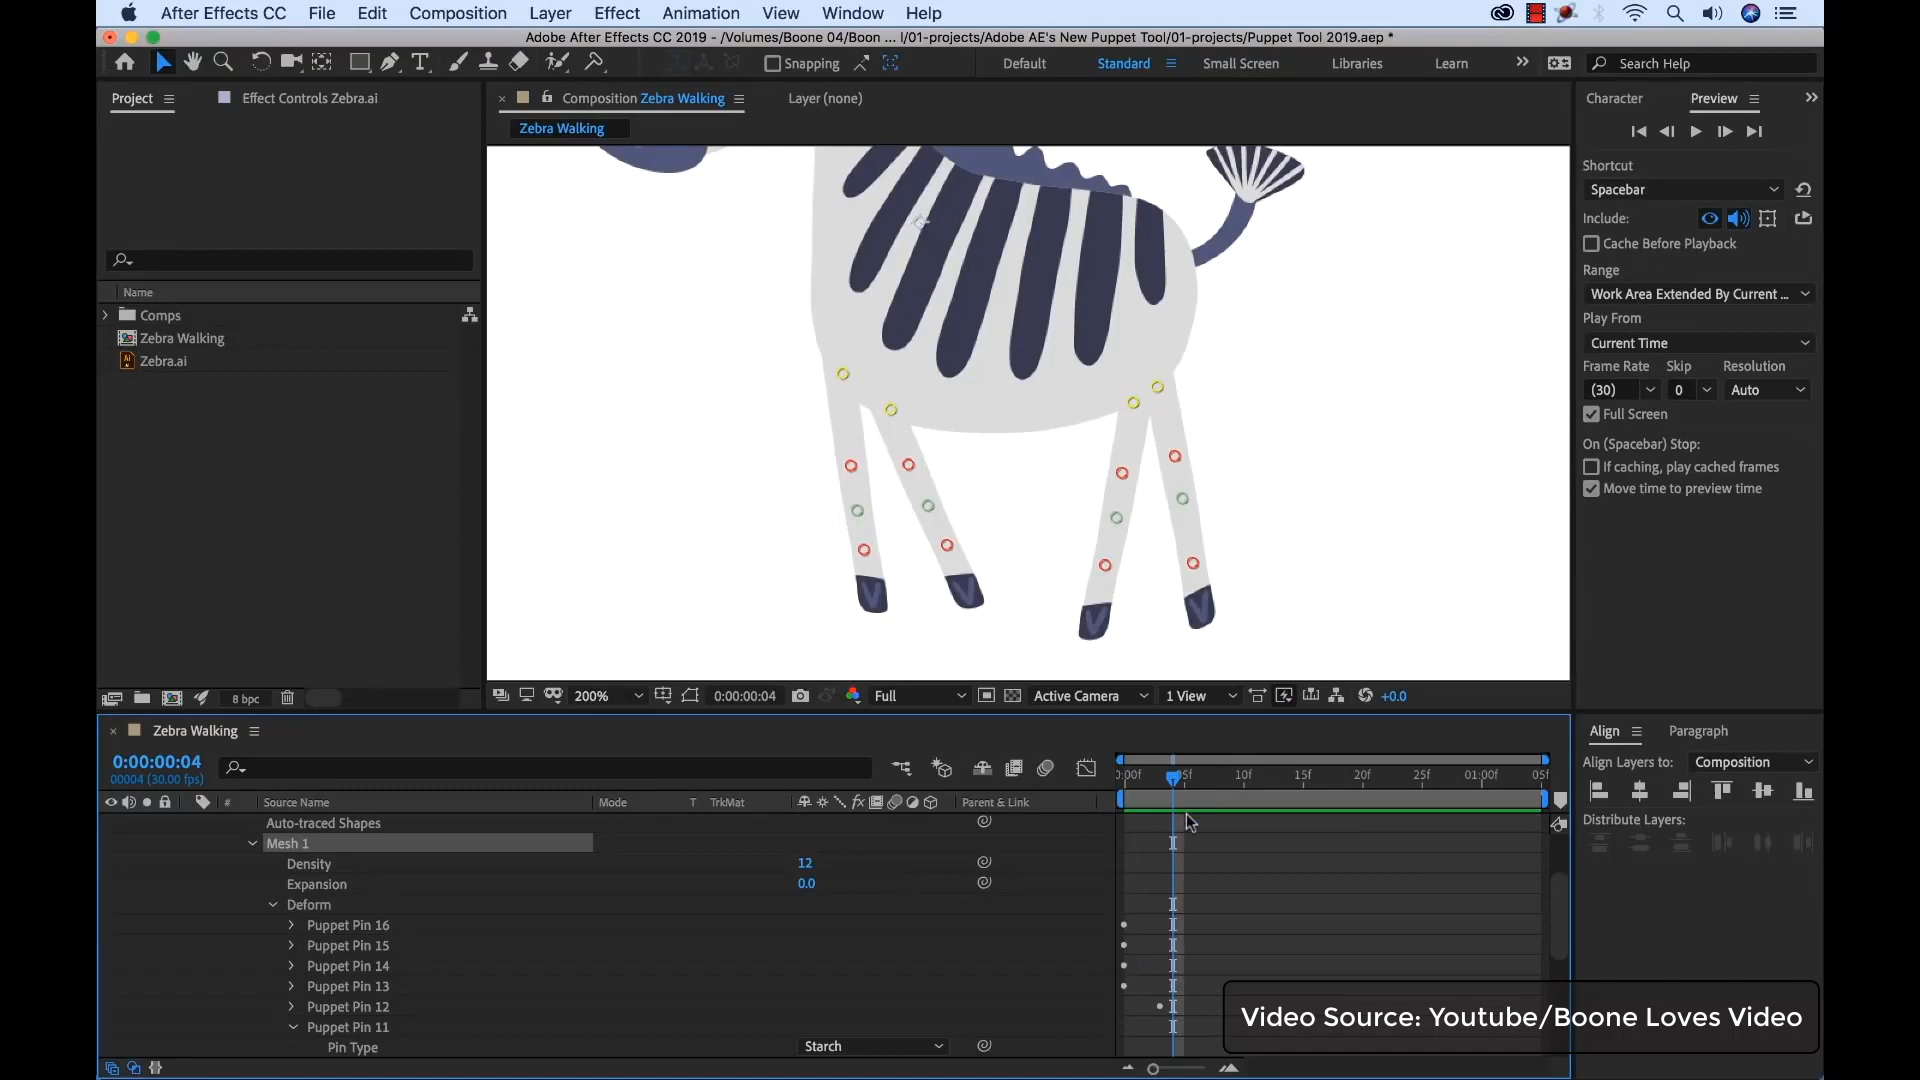 After Effects CC File Edit Composition Layer Effect Animation View Window Help
Adobe After Effects CC 2019 - /Volumes/Boone 04/Boon ... l/01-projects/Adobe AE's New Puppet Tool/01-projects/Puppet Tool 2019.aep *
Snapping Default Standard Small Screen Libraries Learn Search Help
Project Effect Controls Zebra.ai Composition Zebra Walking Layer (none) Character Preview
Zebra Walking
Shortcut
Spacebar
Include:
Cache Before Playback
Range
Work Area Extended By Current ...
Play From
Current Time
Frame Rate Skip Resolution
(30) 0 Auto
Full Screen
On (Spacebar) Stop:
If caching, play cached frames
Move time to preview time
Name
Comps
Zebra Walking
Ai Zebra.ai
8 bpc 200% 0:00:00:04 Full Active Camera 1 View +0.0
Zebra Walking
0:00:00:04
00004 (30.00 fps)
0:00f 05f 10f 15f 20f 25f 01:00f 05f
# Source Name Mode T TrkMat fx Parent & Link
Auto-traced Shapes
Mesh 1
Density 12
Expansion 0.0
Deform
Puppet Pin 16
Puppet Pin 15
Puppet Pin 14
Puppet Pin 13
Puppet Pin 12
Puppet Pin 11
Pin Type Starch
Align Paragraph
Align Layers to: Composition
Distribute Layers:
Video Source: Youtube/Boone Loves Video